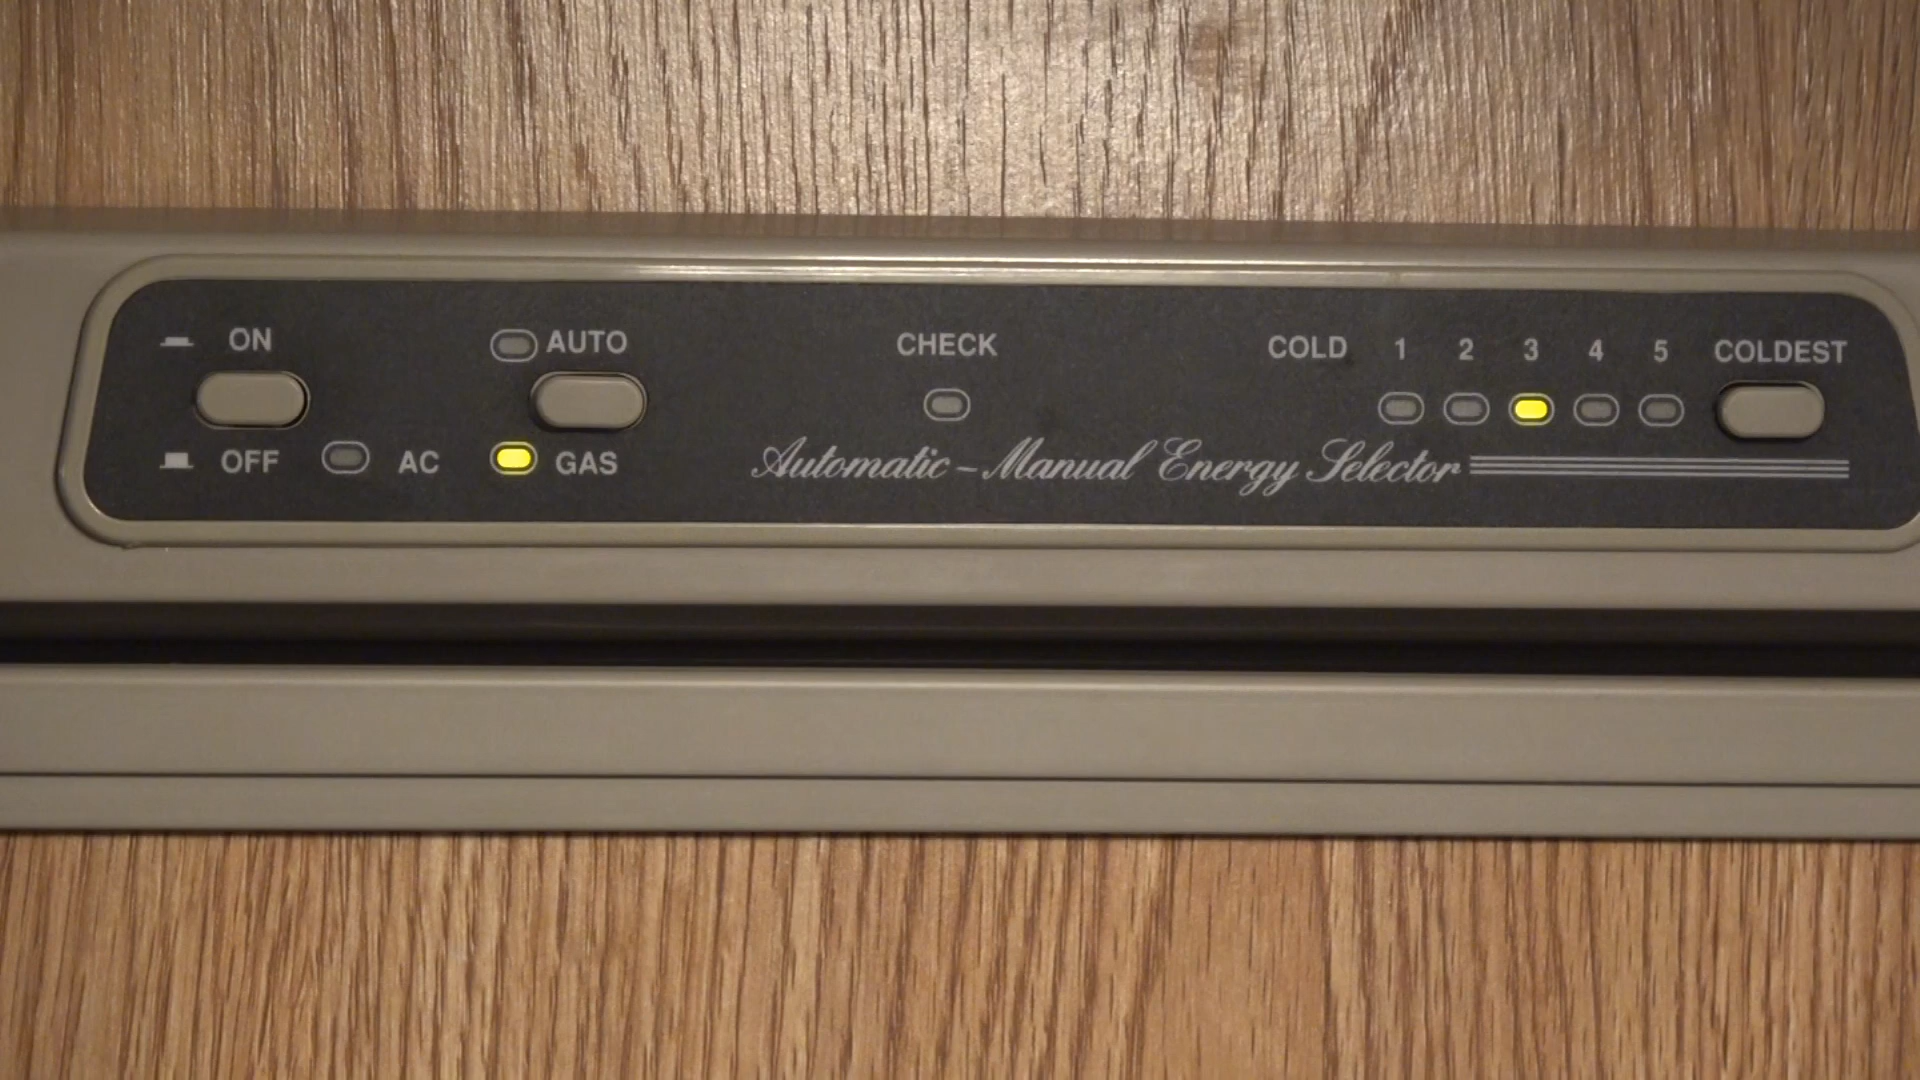 ON AUTO CHECK COLD 1 2 3 4 5 COLDEST
OFF AC GAS Automatic - Manual Energy Selector